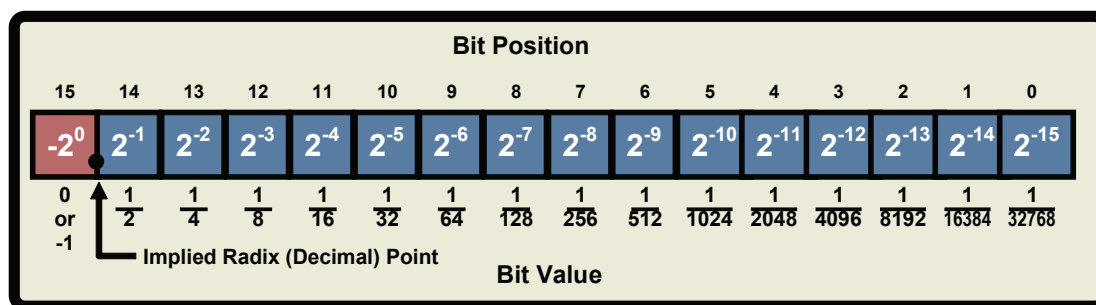 Bit Position
15 14 13 12 11 10 9 8 7 6 5 4 3 2 1 0
-2⁰ 2⁻¹ 2⁻² 2⁻³ 2⁻⁴ 2⁻⁵ 2⁻⁶ 2⁻⁷ 2⁻⁸ 2⁻⁹ 2⁻¹⁰ 2⁻¹¹ 2⁻¹² 2⁻¹³ 2⁻¹⁴ 2⁻¹⁵
0 1 1 1 1 1 1 1 1 1 1 1 1 1 1 1
or 2 4 8 16 32 64 128 256 512 1024 2048 4096 8192 16384 32768
-1
Implied Radix (Decimal) Point
Bit Value